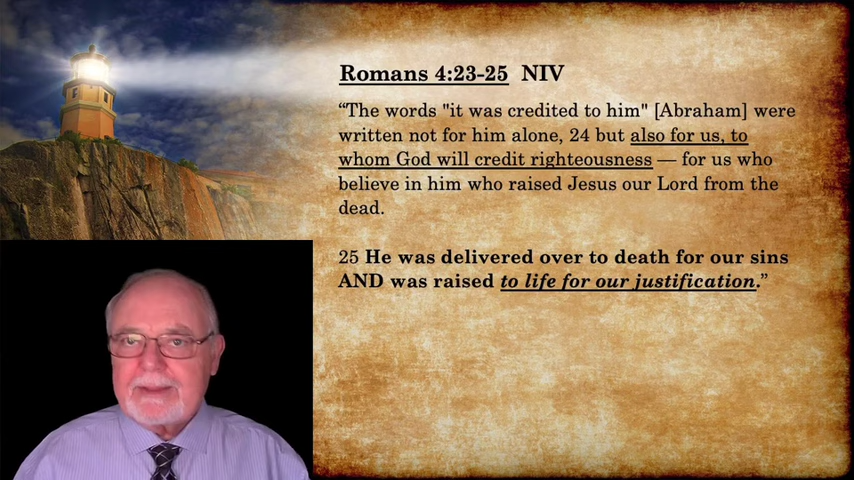 Romans 4:23-25 NIV
“The words "it was credited to him" [Abraham] were
written not for him alone, 24 but also for us, to
whom God will credit righteousness — for us who
believe in him who raised Jesus our Lord from the
dead.
25 He was delivered over to death for our sins
AND was raised to life for our justification.”